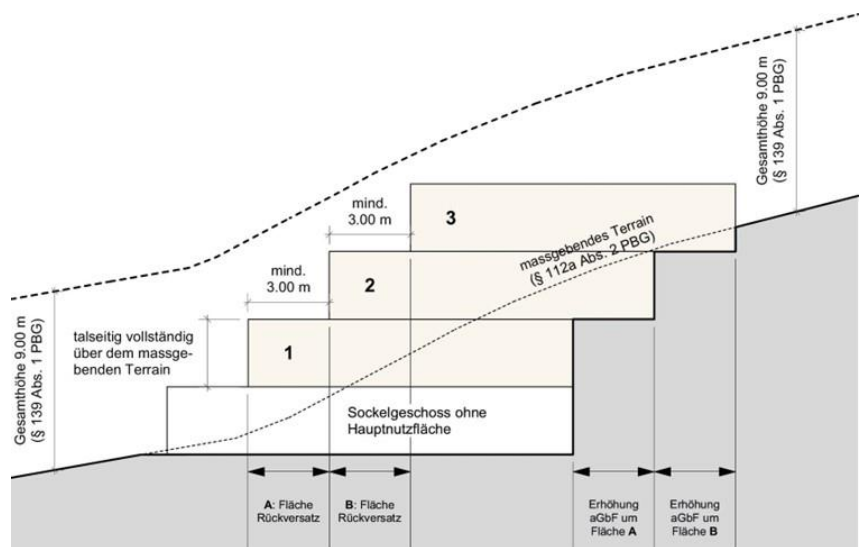 Gesamthöhe 9.00 m
(§ 139 Abs. 1 PBG)
mind.
3.00 m
3
massgebendes Terrain
(§ 112a Abs. 2 PBG)
mind.
3.00 m
2
talseitig vollständig
über dem massge-
benden Terrain
1
Gesamthöhe 9.00 m
(§ 139 Abs. 1 PBG)
Sockelgeschoss ohne
Hauptnutzfläche
A: Fläche
Rückversatz
B: Fläche
Rückversatz
Erhöhung
aGbF um
Fläche A
Erhöhung
aGbF um
Fläche B